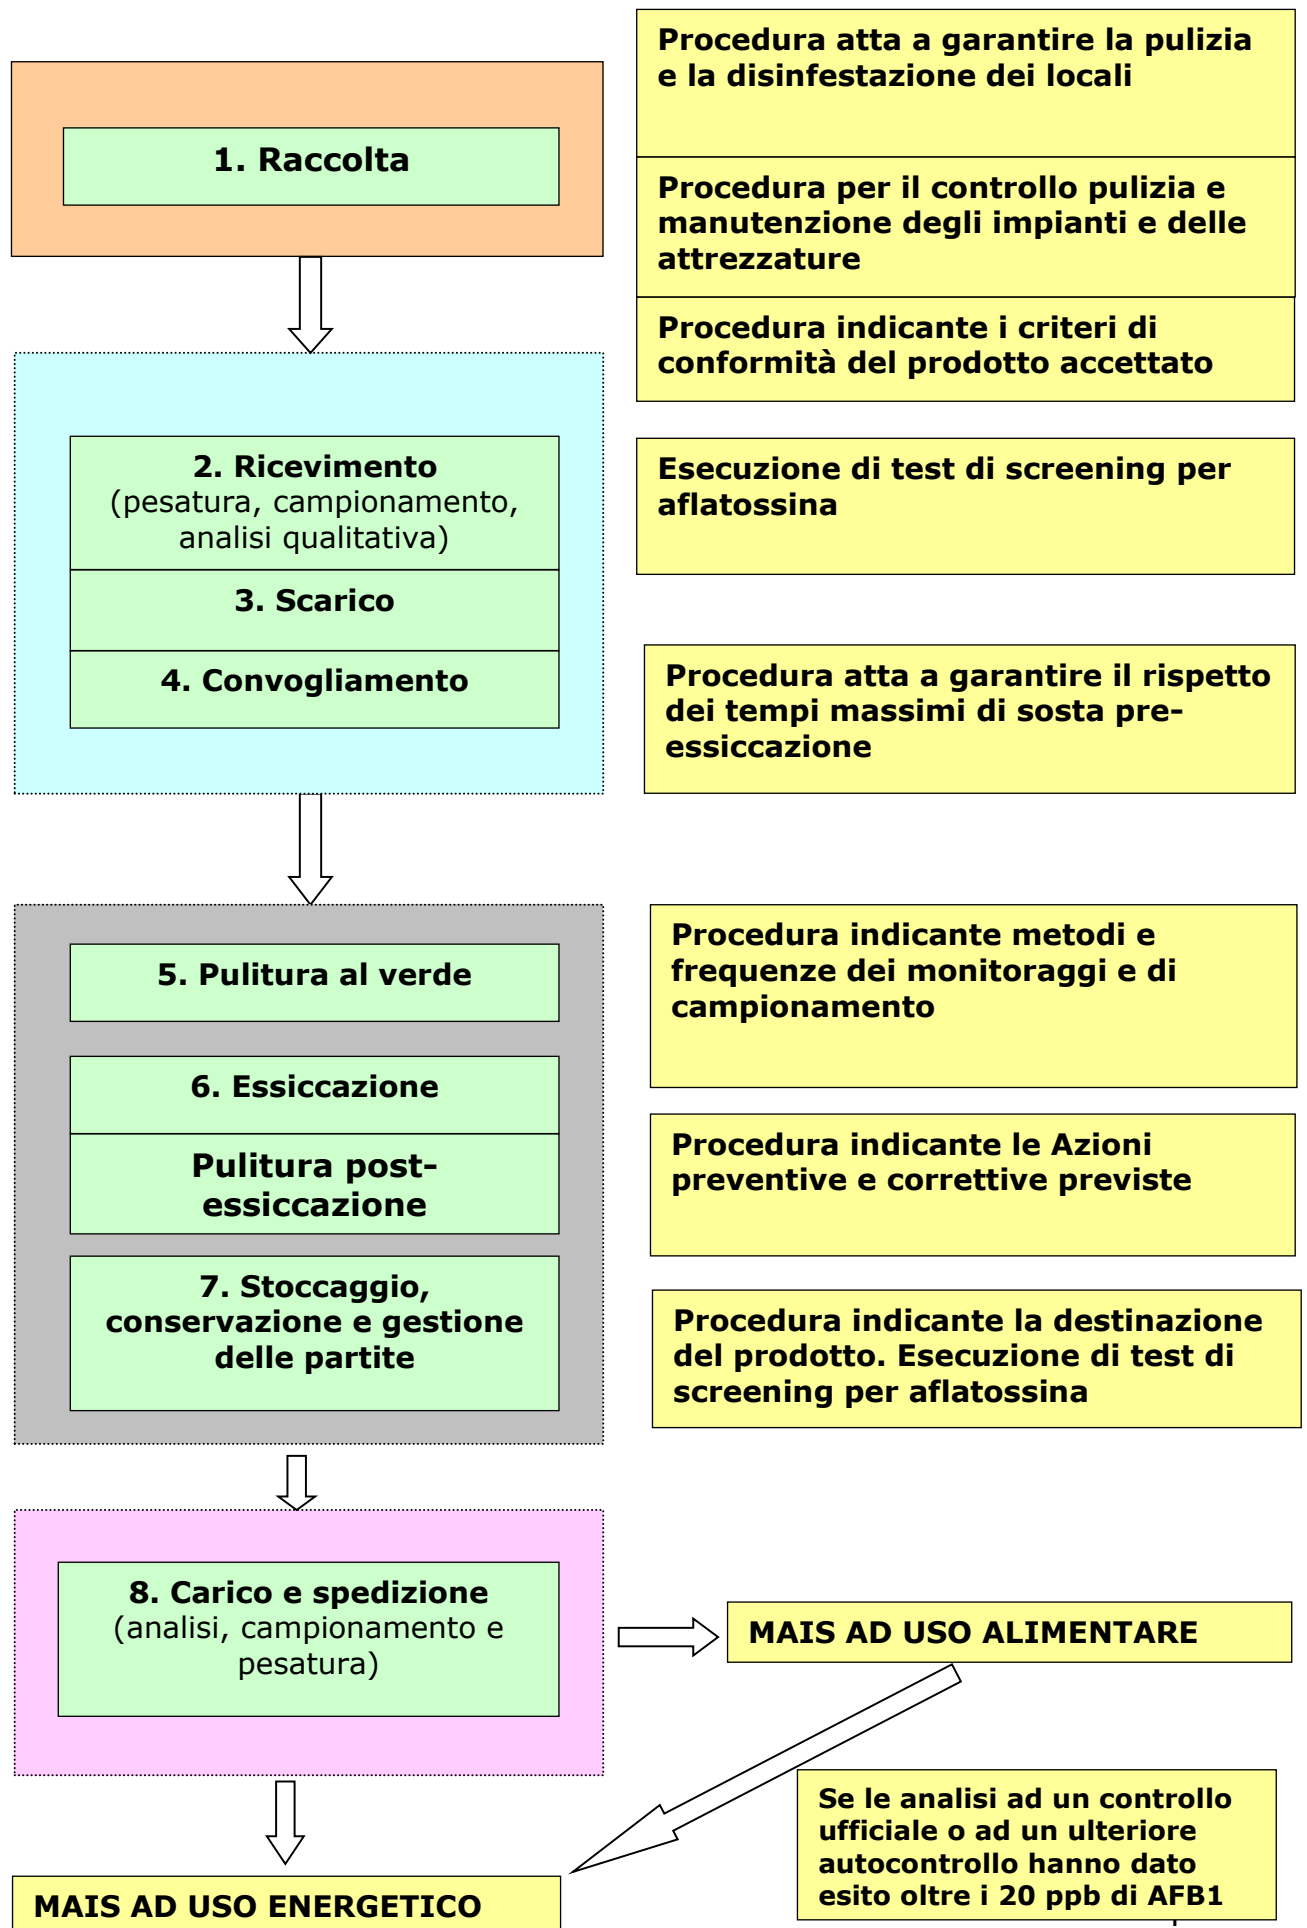 Procedura atta a garantire la pulizia
e la disinfestazione dei locali
1. Raccolta
Procedura per il controllo pulizia e
manutenzione degli impianti e delle
attrezzature
Procedura indicante i criteri di
conformità del prodotto accettato
2. Ricevimento
(pesatura, campionamento,
analisi qualitativa)
Esecuzione di test di screening per
aflatossina
3. Scarico
4. Convogliamento
Procedura atta a garantire il rispetto
dei tempi massimi di sosta pre-
essiccazione
5. Pulitura al verde
Procedura indicante metodi e
frequenze dei monitoraggi e di
campionamento
6. Essiccazione
Pulitura post-
essiccazione
Procedura indicante le Azioni
preventive e correttive previste
7. Stoccaggio,
conservazione e gestione
delle partite
Procedura indicante la destinazione
del prodotto. Esecuzione di test di
screening per aflatossina
8. Carico e spedizione
(analisi, campionamento e
pesatura)
MAIS AD USO ALIMENTARE
Se le analisi ad un controllo
ufficiale o ad un ulteriore
autocontrollo hanno dato
esito oltre i 20 ppb di AFB1
MAIS AD USO ENERGETICO